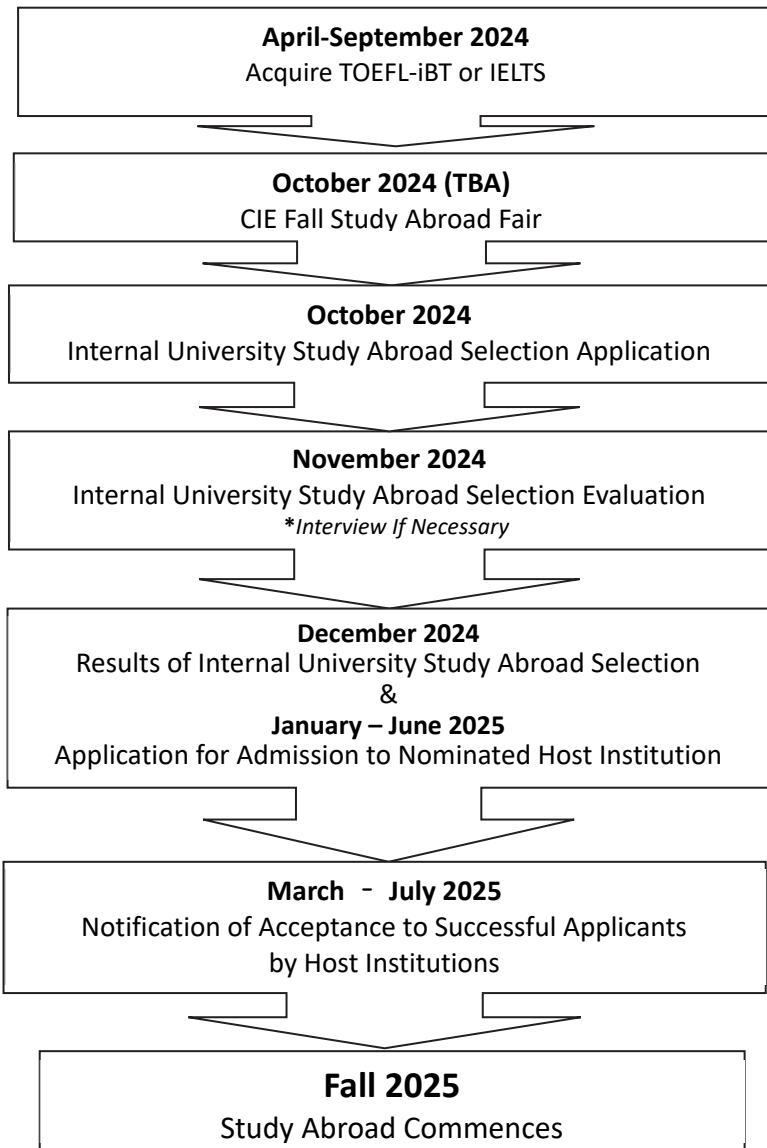 April-September 2024
Acquire TOEFL-iBT or IELTS
October 2024 (TBA)
CIE Fall Study Abroad Fair
October 2024
Internal University Study Abroad Selection Application
November 2024
Internal University Study Abroad Selection Evaluation
*Interview If Necessary
December 2024
Results of Internal University Study Abroad Selection
&
January – June 2025
Application for Admission to Nominated Host Institution
March - July 2025
Notification of Acceptance to Successful Applicants
by Host Institutions
Fall 2025
Study Abroad Commences